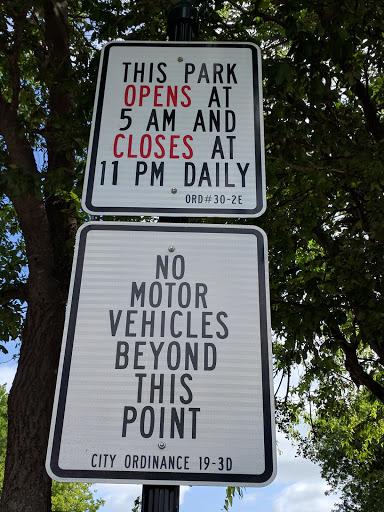 THIS PARK
OPENS AT
5 AM AND
CLOSES AT
11 PM DAILY
ORD#30-2E
NO
MOTOR
VEHICLES
BEYOND
THIS
POINT
CITY ORDINANCE 19-3D